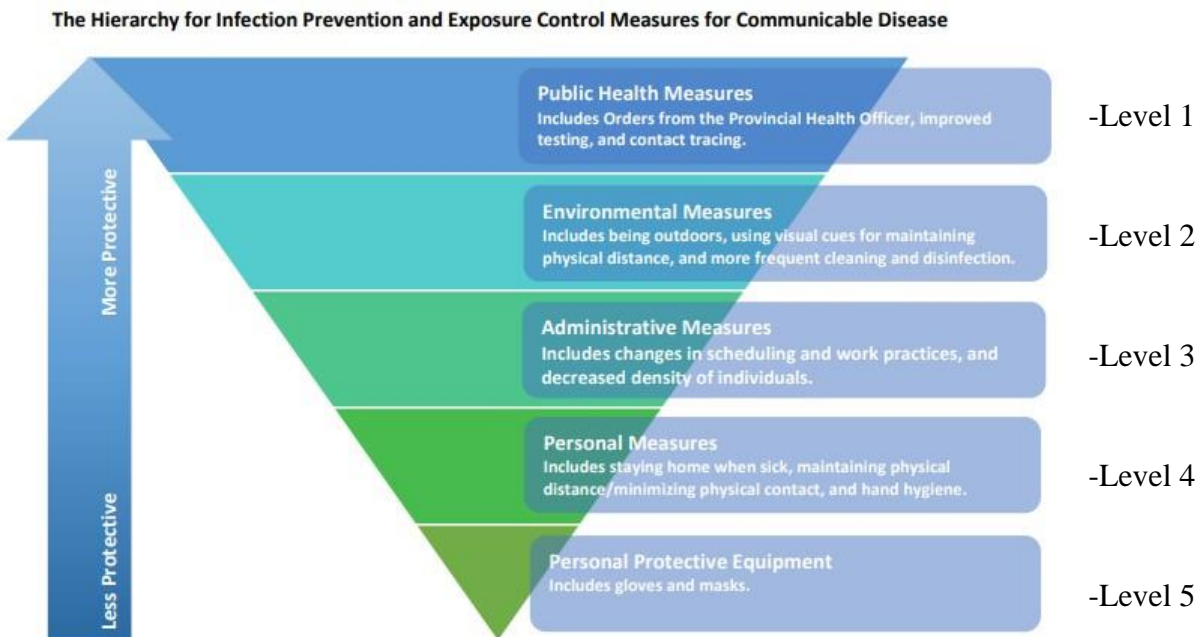 The Hierarchy for Infection Prevention and Exposure Control Measures for Communicable Disease
More Protective
Less Protective
Public Health Measures
Includes Orders from the Provincial Health Officer, improved
testing, and contact tracing.
-Level 1
Environmental Measures
Includes being outdoors, using visual cues for maintaining
physical distance, and more frequent cleaning and disinfection.
-Level 2
Administrative Measures
Includes changes in scheduling and work practices, and
decreased density of individuals.
-Level 3
Personal Measures
Includes staying home when sick, maintaining physical
distance/minimizing physical contact, and hand hygiene.
-Level 4
Personal Protective Equipment
Includes gloves and masks.
-Level 5